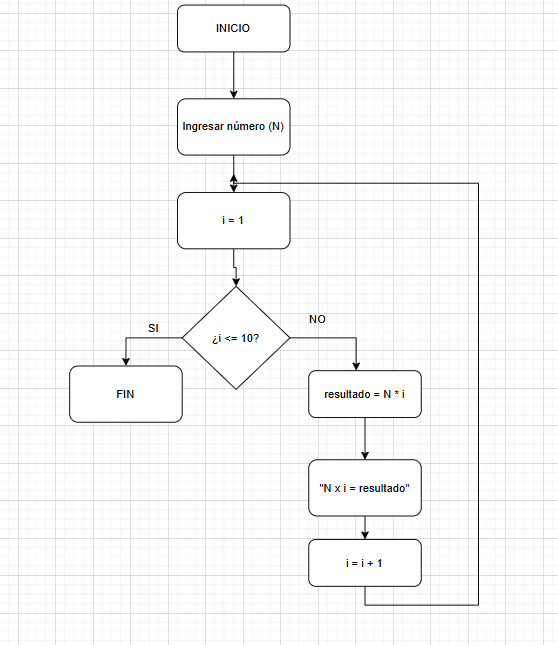 INICIO
Ingresar número (N)
i = 1
¿i <= 10?
SI
NO
FIN
resultado = N * i
"N x i = resultado"
i = i + 1